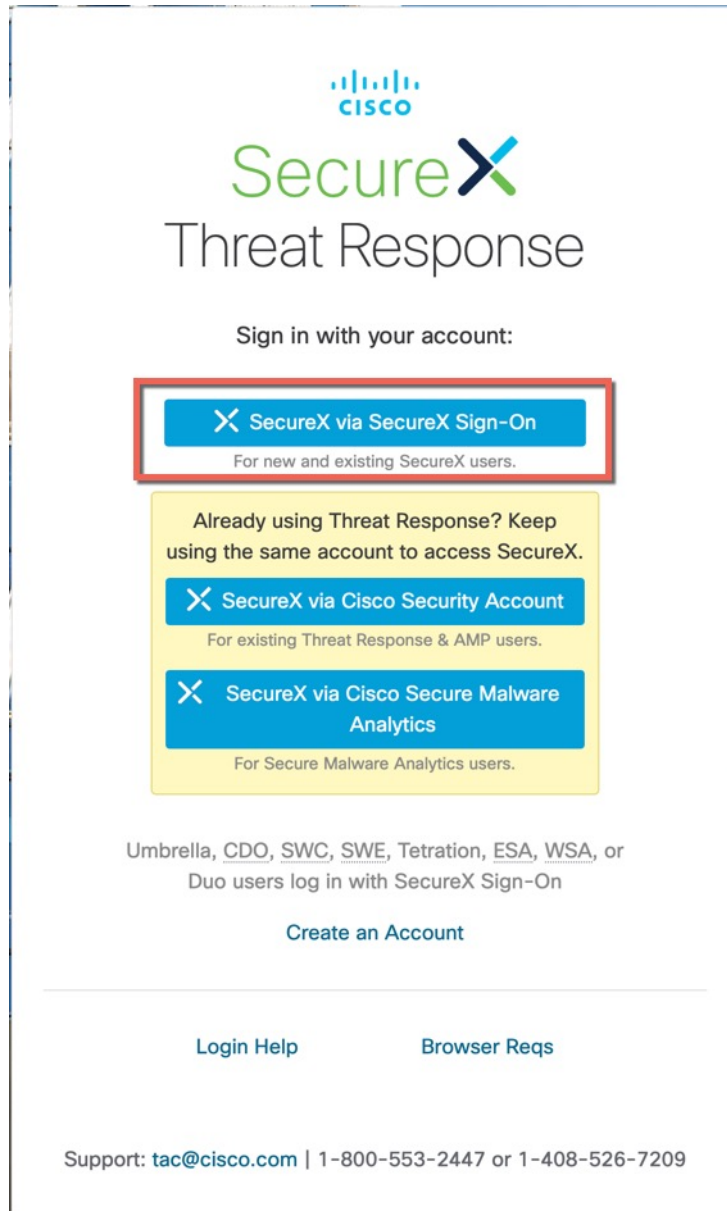 CISCO
SecureX
Threat Response
Sign in with your account:
SecureX via SecureX Sign-On
For new and existing SecureX users.
Already using Threat Response? Keep
using the same account to access SecureX.
SecureX via Cisco Security Account
For existing Threat Response & AMP users.
SecureX via Cisco Secure Malware
Analytics
For Secure Malware Analytics users.
Umbrella, CDO, SWC, SWE, Tetration, ESA, WSA, or
Duo users log in with SecureX Sign-On
Create an Account
Login Help Browser Reqs
Support: tac@cisco.com | 1-800-553-2447 or 1-408-526-7209